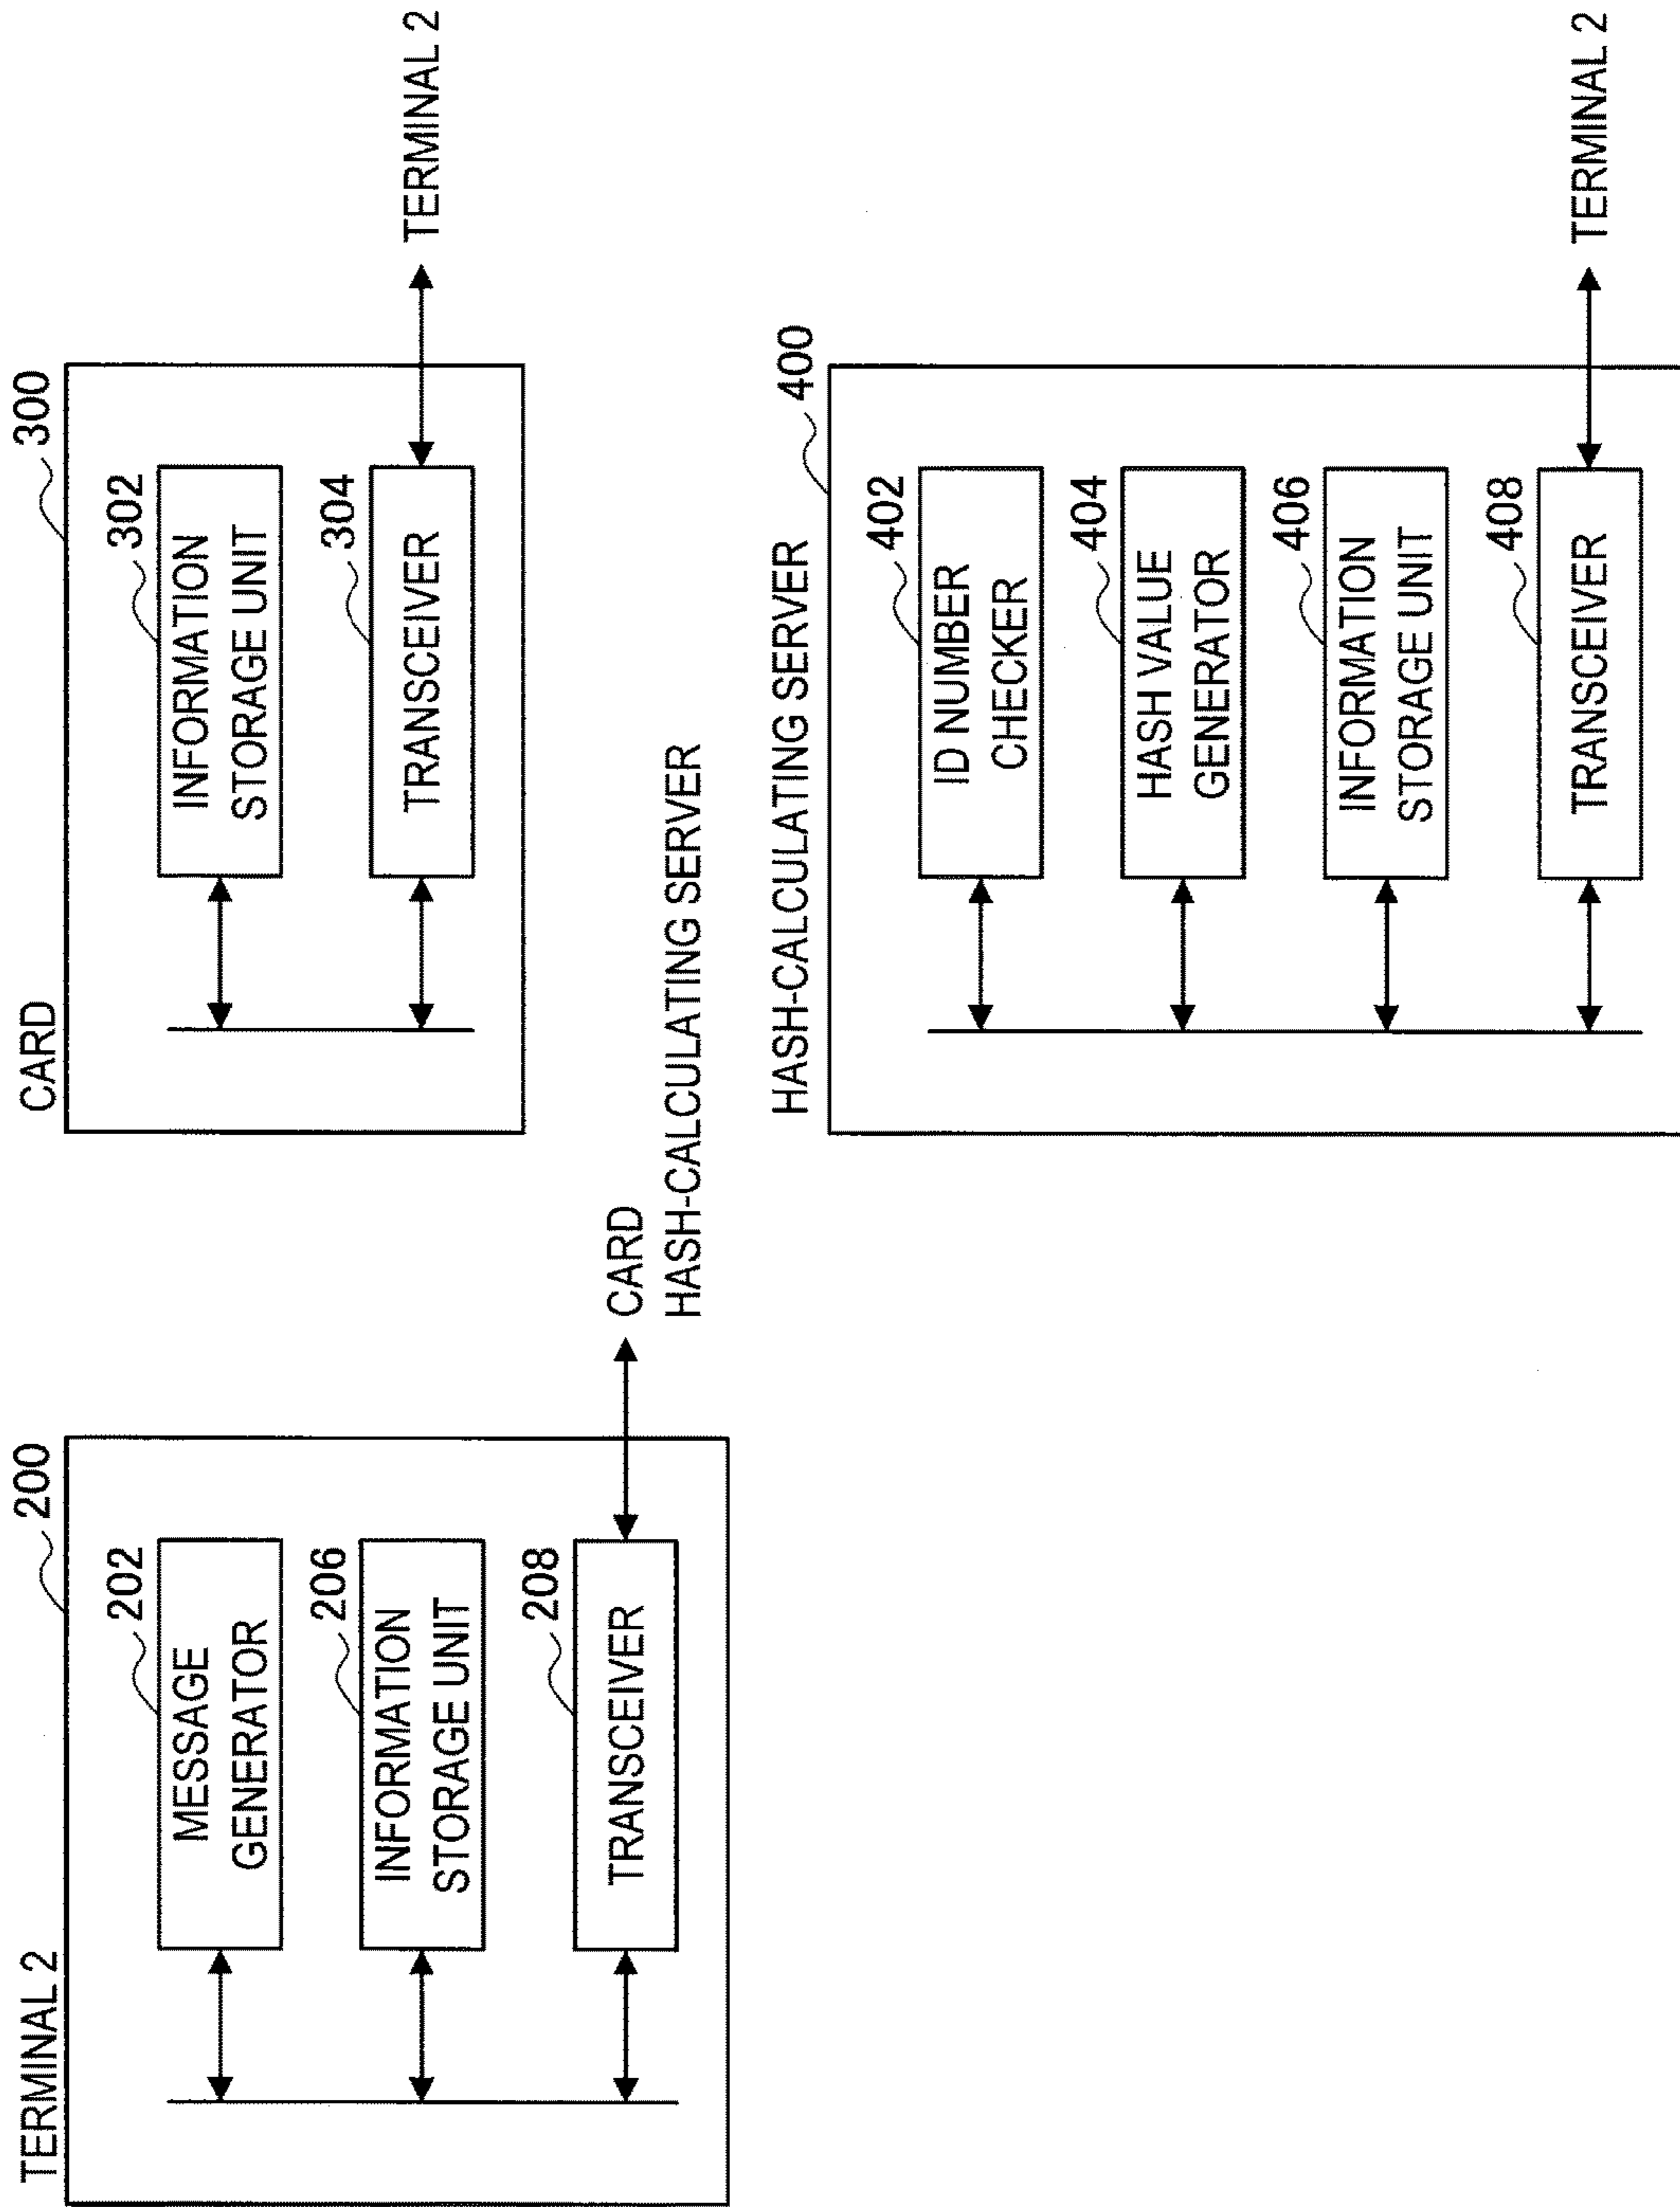 TERMINAL 2
200
MESSAGE
GENERATOR
202
INFORMATION
STORAGE UNIT
206
TRANSCEIVER
208
CARD
HASH-CALCULATING SERVER
CARD
300
INFORMATION
STORAGE UNIT
302
TRANSCEIVER
304
TERMINAL 2
HASH-CALCULATING SERVER
400
ID NUMBER
CHECKER
402
HASH VALUE
GENERATOR
404
INFORMATION
STORAGE UNIT
406
TRANSCEIVER
408
TERMINAL 2